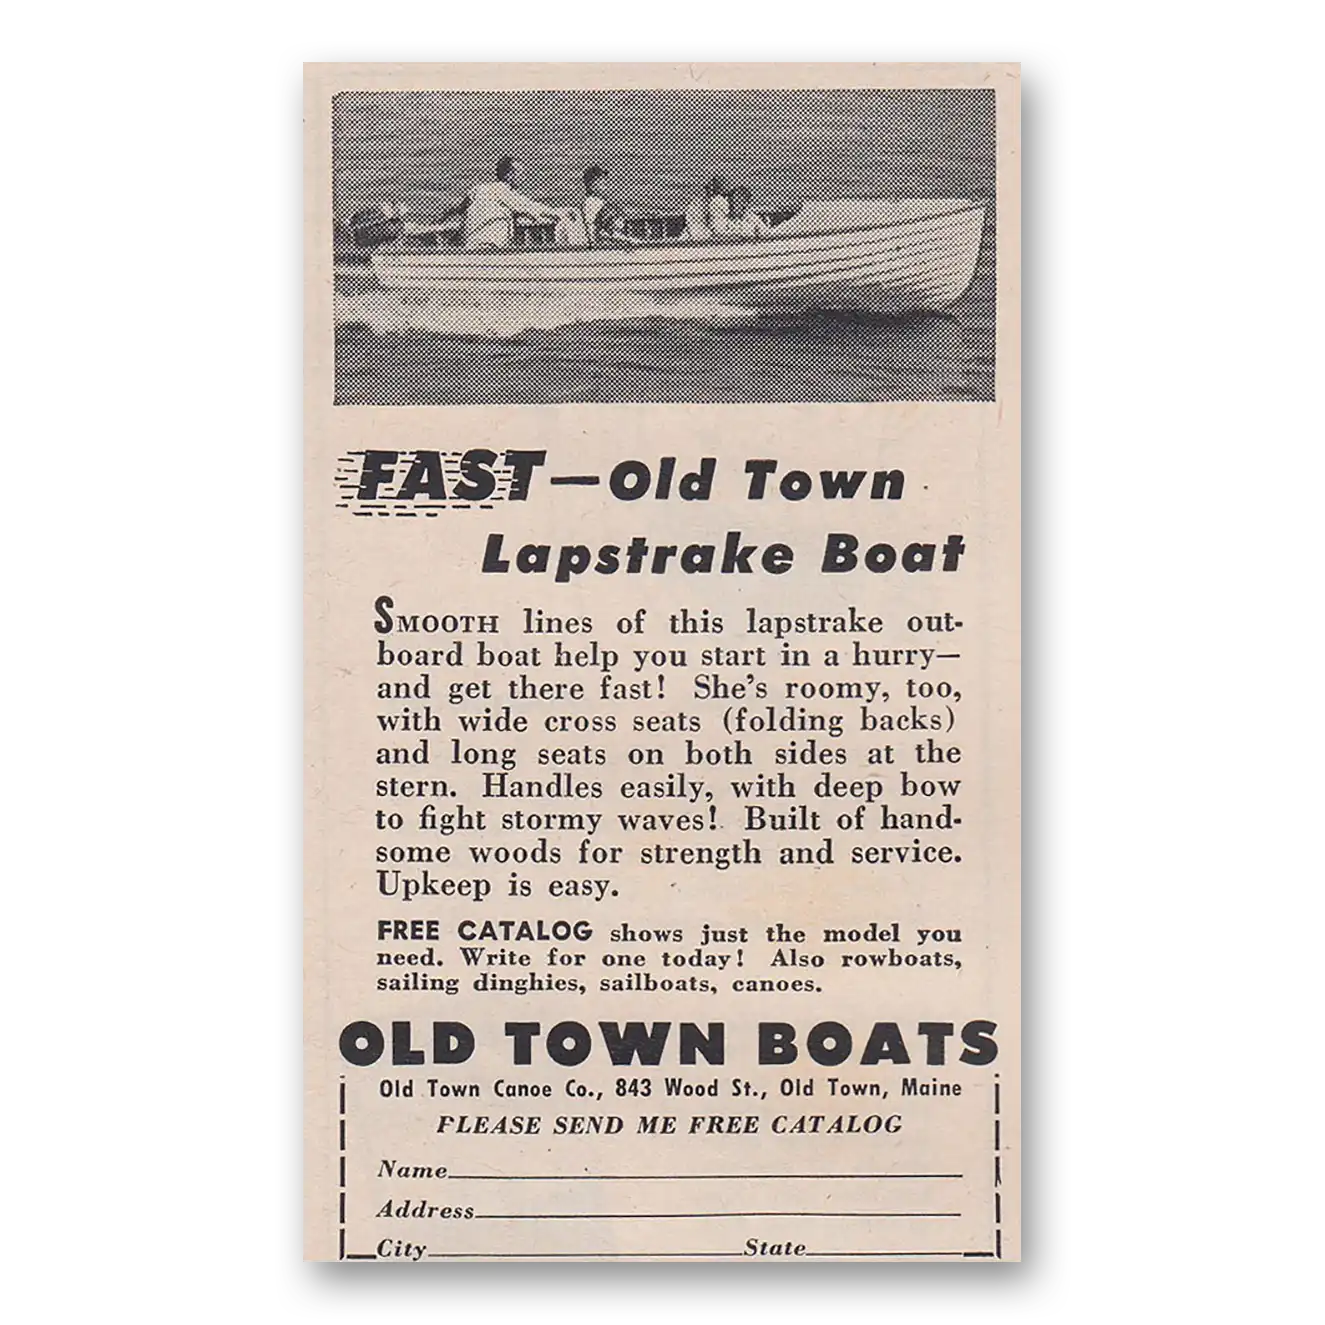 FAST—Old Town
Lapstrake Boat
SMOOTH lines of this lapstrake out-
board boat help you start in a hurry—
and get there fast! She's roomy, too,
with wide cross seats (folding backs)
and long seats on both sides at the
stern. Handles easily, with deep bow
to fight stormy waves! Built of hand-
some woods for strength and service.
Upkeep is easy.
FREE CATALOG shows just the model you
need. Write for one today! Also rowboats,
sailing dinghies, sailboats, canoes.
OLD TOWN BOATS
Old Town Canoe Co., 843 Wood St., Old Town, Maine
PLEASE SEND ME FREE CATALOG
Name
Address
City State